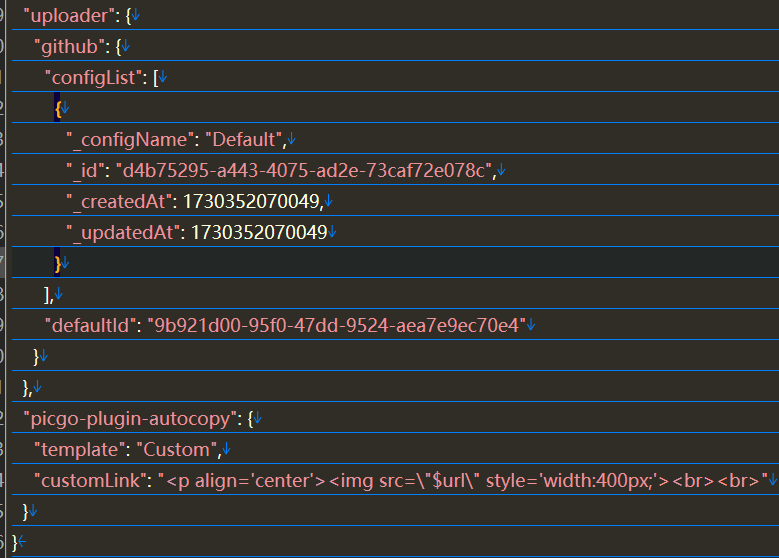 "uploader": {
"github": {
"configList": [
{
"_configName": "Default",
"_id": "d4b75295-a443-4075-ad2e-73caf72e078c",
"_createdAt": 1730352070049,
"_updatedAt": 1730352070049
}
],
"defaultId": "9b921d00-95f0-47dd-9524-aea7e9ec70e4"
}
},
"picgo-plugin-autocopy": {
"template": "Custom",
"customLink": "<p align='center'><img src=\"$url\" style='width:400px;'><br><br>"
}
}